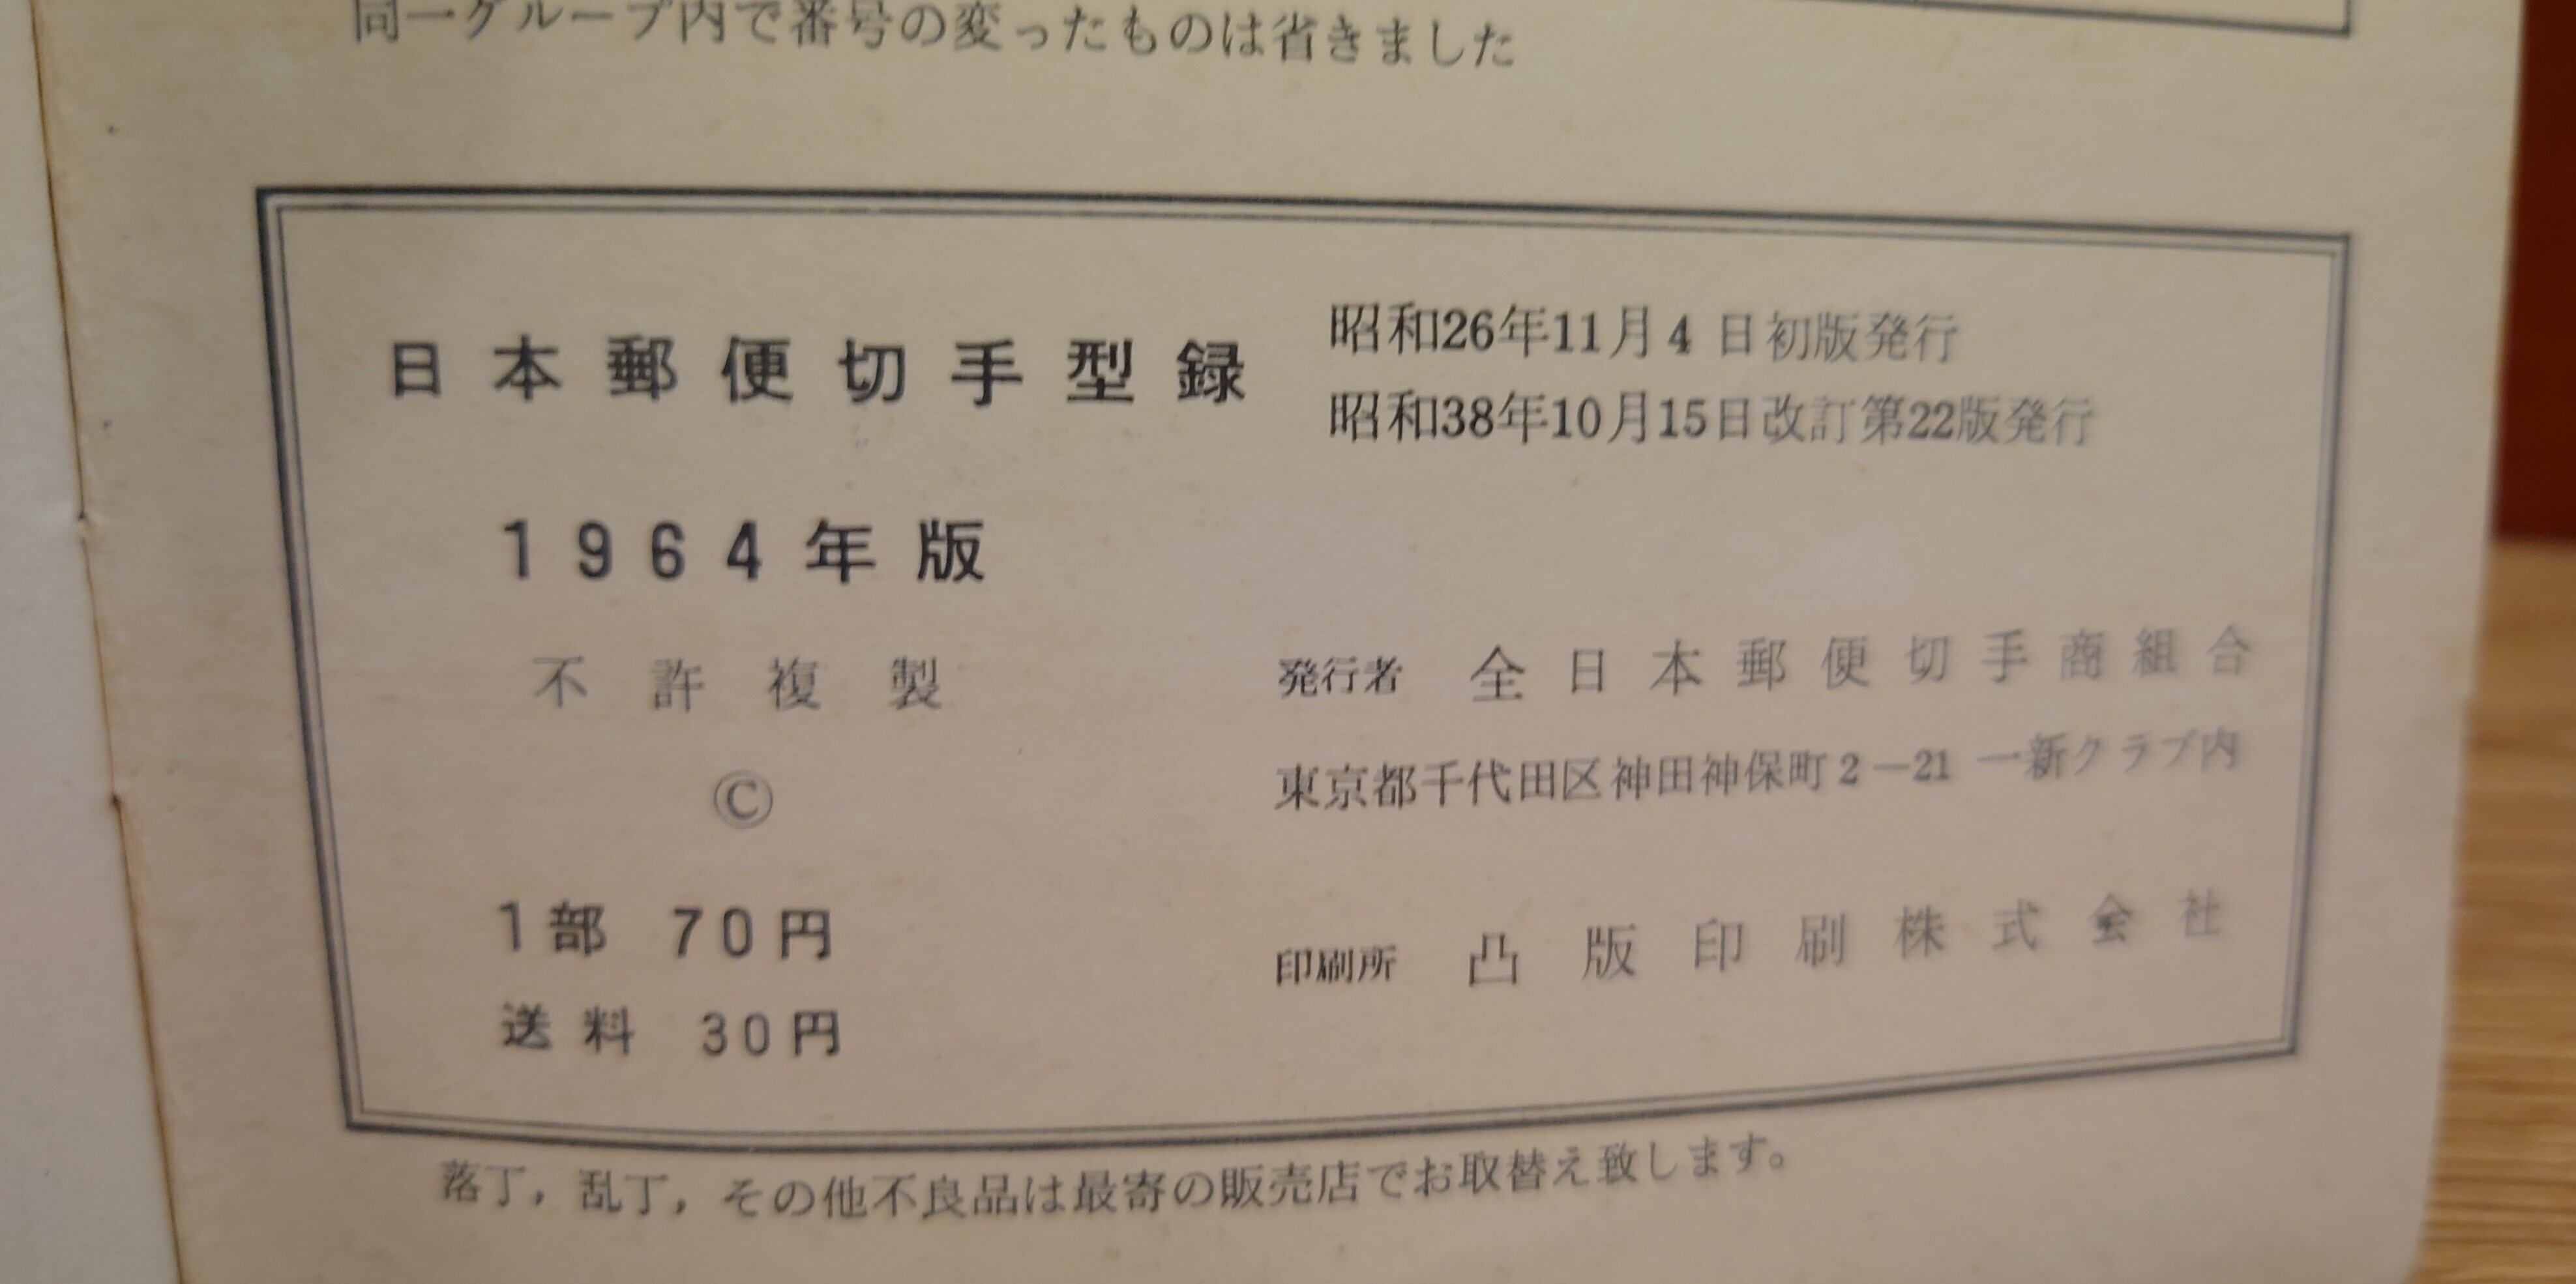 同一グループ内で番号の変ったものは省きました
日本郵便切手型録
1964年版
不許複製
©
1部 70円
送料 30円
昭和26年11月4日初版発行
昭和38年10月15日改訂第22版発行
発行者 全日本郵便切手商組合
東京都千代田区神田神保町2－21 一新クラブ内
印刷所 凸版印刷株式会社
落丁，乱丁，その他不良品は最寄の販売店でお取替え致します。